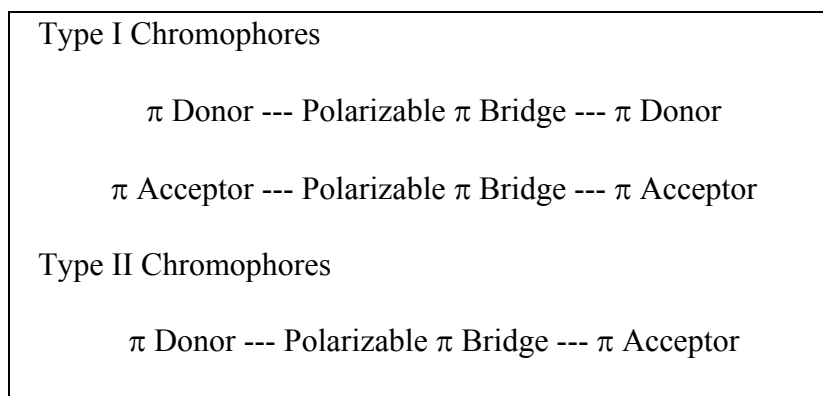 Type I Chromophores
π Donor --- Polarizable π Bridge --- π Donor
π Acceptor --- Polarizable π Bridge --- π Acceptor
Type II Chromophores
π Donor --- Polarizable π Bridge --- π Acceptor